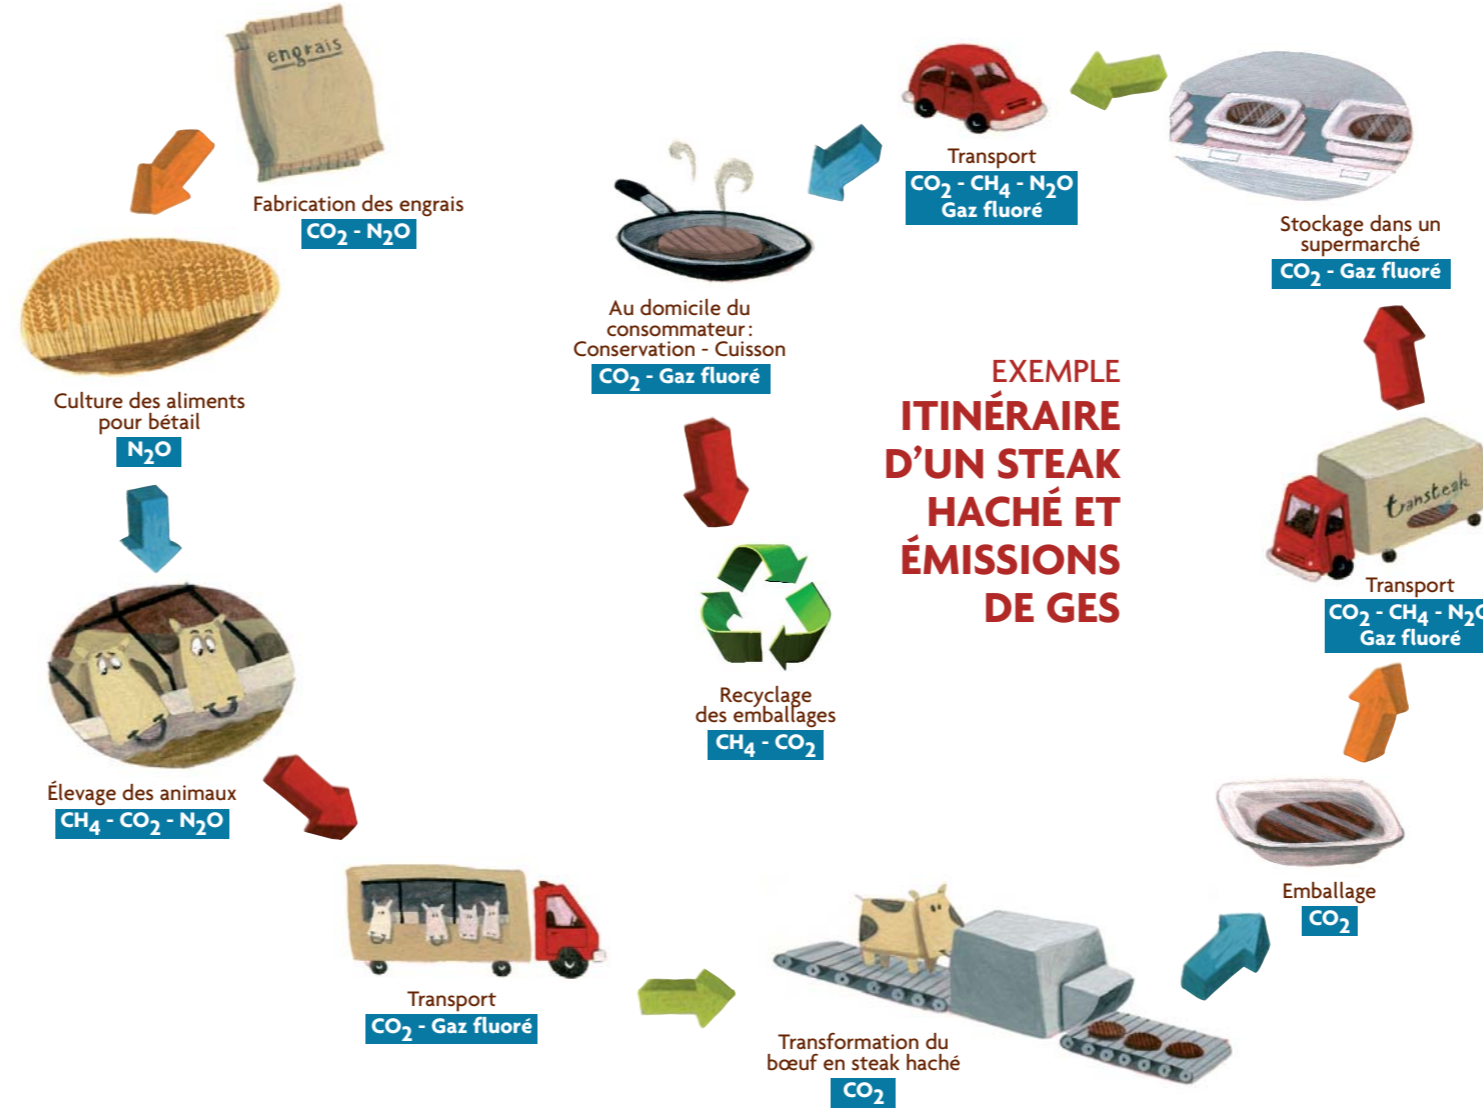 engrais
Fabrication des engrais
CO₂ - N₂O
Culture des aliments
pour bétail
N₂O
Élevage des animaux
CH₄ - CO₂ - N₂O
Transport
CO₂ - Gaz fluoré
Transformation du
bœuf en steak haché
CO₂
Emballage
CO₂
transteak
Transport
CO₂ - CH₄ - N₂O
Gaz fluoré
Stockage dans un
supermarché
CO₂ - Gaz fluoré
Transport
CO₂ - CH₄ - N₂O
Gaz fluoré
Au domicile du
consommateur :
Conservation - Cuisson
CO₂ - Gaz fluoré
Recyclage
des emballages
CH₄ - CO₂
EXEMPLE
ITINÉRAIRE
D'UN STEAK
HACHÉ ET
ÉMISSIONS
DE GES